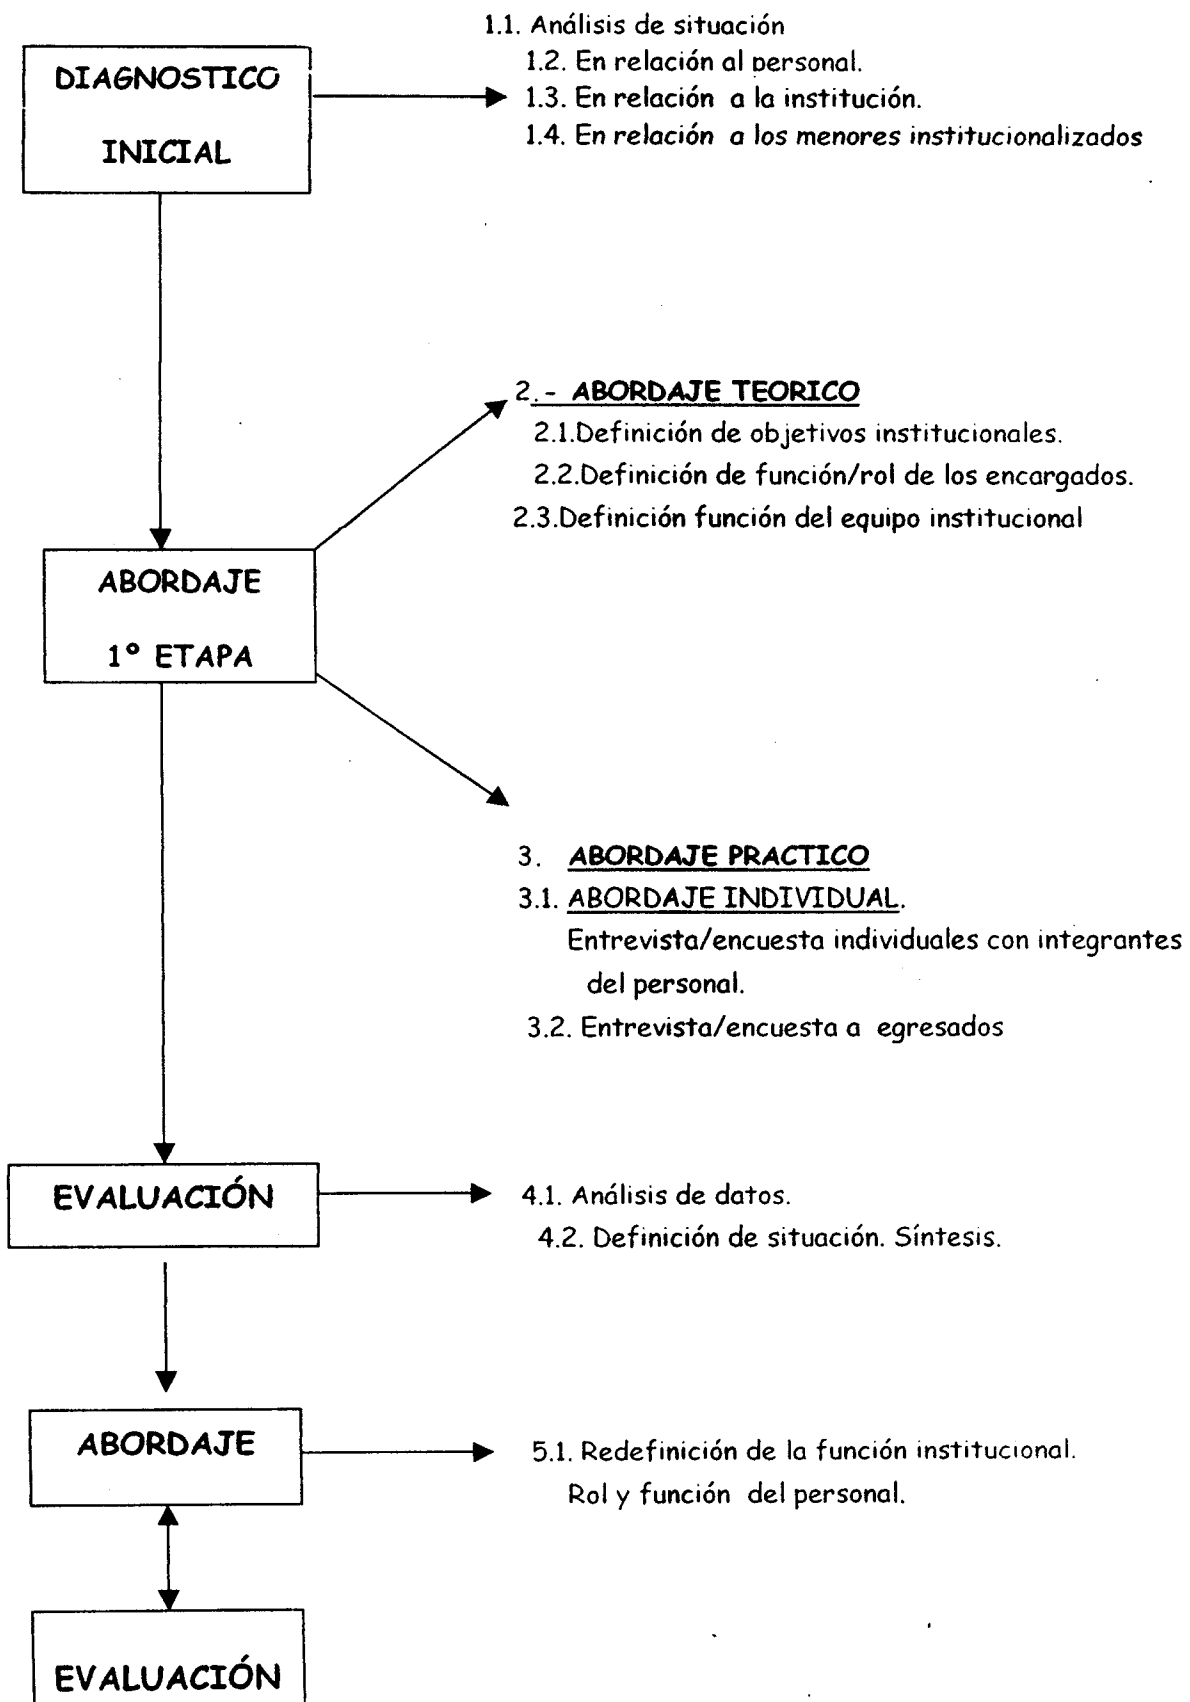 DIAGNOSTICO
INICIAL
1.1. Análisis de situación
1.2. En relación al personal.
1.3. En relación a la institución.
1.4. En relación a los menores institucionalizados
2.- ABORDAJE TEORICO
2.1.Definición de objetivos institucionales.
2.2.Definición de función/rol de los encargados.
2.3.Definición función del equipo institucional
ABORDAJE
1º ETAPA
3. ABORDAJE PRACTICO
3.1. ABORDAJE INDIVIDUAL.
Entrevista/encuesta individuales con integrantes
del personal.
3.2. Entrevista/encuesta a egresados
EVALUACIÓN
4.1. Análisis de datos.
4.2. Definición de situación. Síntesis.
ABORDAJE
5.1. Redefinición de la función institucional.
Rol y función del personal.
EVALUACIÓN